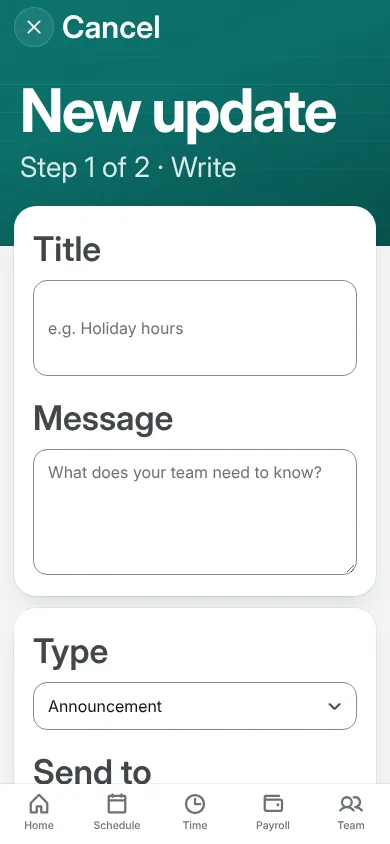 Cancel
New update
Step 1 of 2 · Write
Title
e.g. Holiday hours
Message
What does your team need to know?
Type
Announcement
Send to
Home
Schedule
Time
Payroll
Team